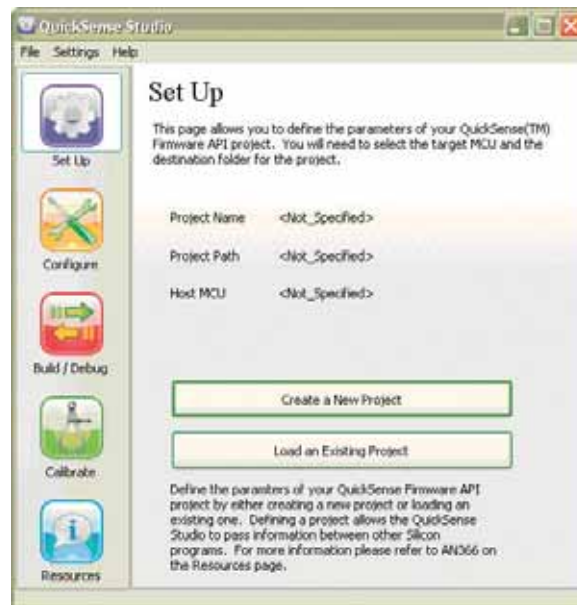 QuickSense Studio
File Settings Help
Set Up
Configure
Build / Debug
Calibrate
Resources
Set Up
This page allows you to define the parameters of your QuickSense(TM)
Firmware API project. You will need to select the target MCU and the
destination folder for the project.
Project Name <Not_Specified>
Project Path <Not_Specified>
Host MCU <Not_Specified>
Create a New Project
Load an Existing Project
Define the paramters of your QuickSense Firmware API
project by either creating a new project or loading an
existing one. Defining a project allows the QuickSense
Studio to pass information between other Silicon
programs. For more information please refer to AN366 on
the Resources page.